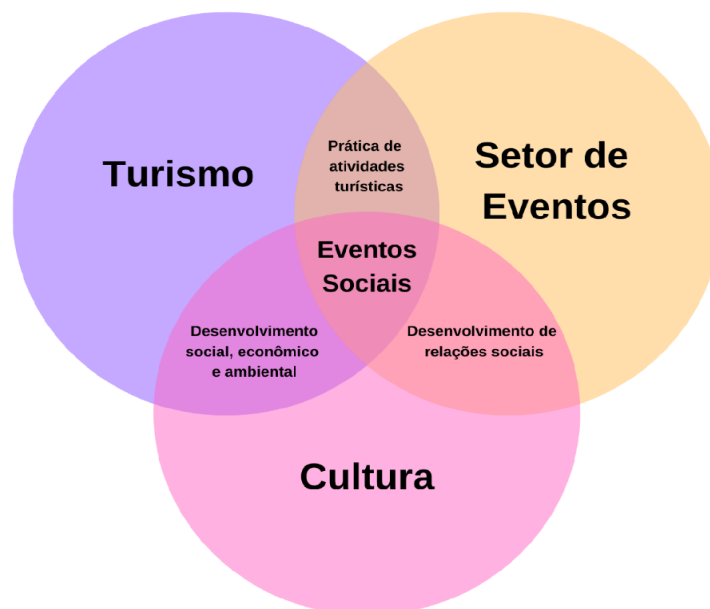 Turismo
Prática de
atividades
turísticas
Setor de
Eventos
Eventos
Sociais
Desenvolvimento
social, econômico
e ambiental
Desenvolvimento de
relações sociais
Cultura